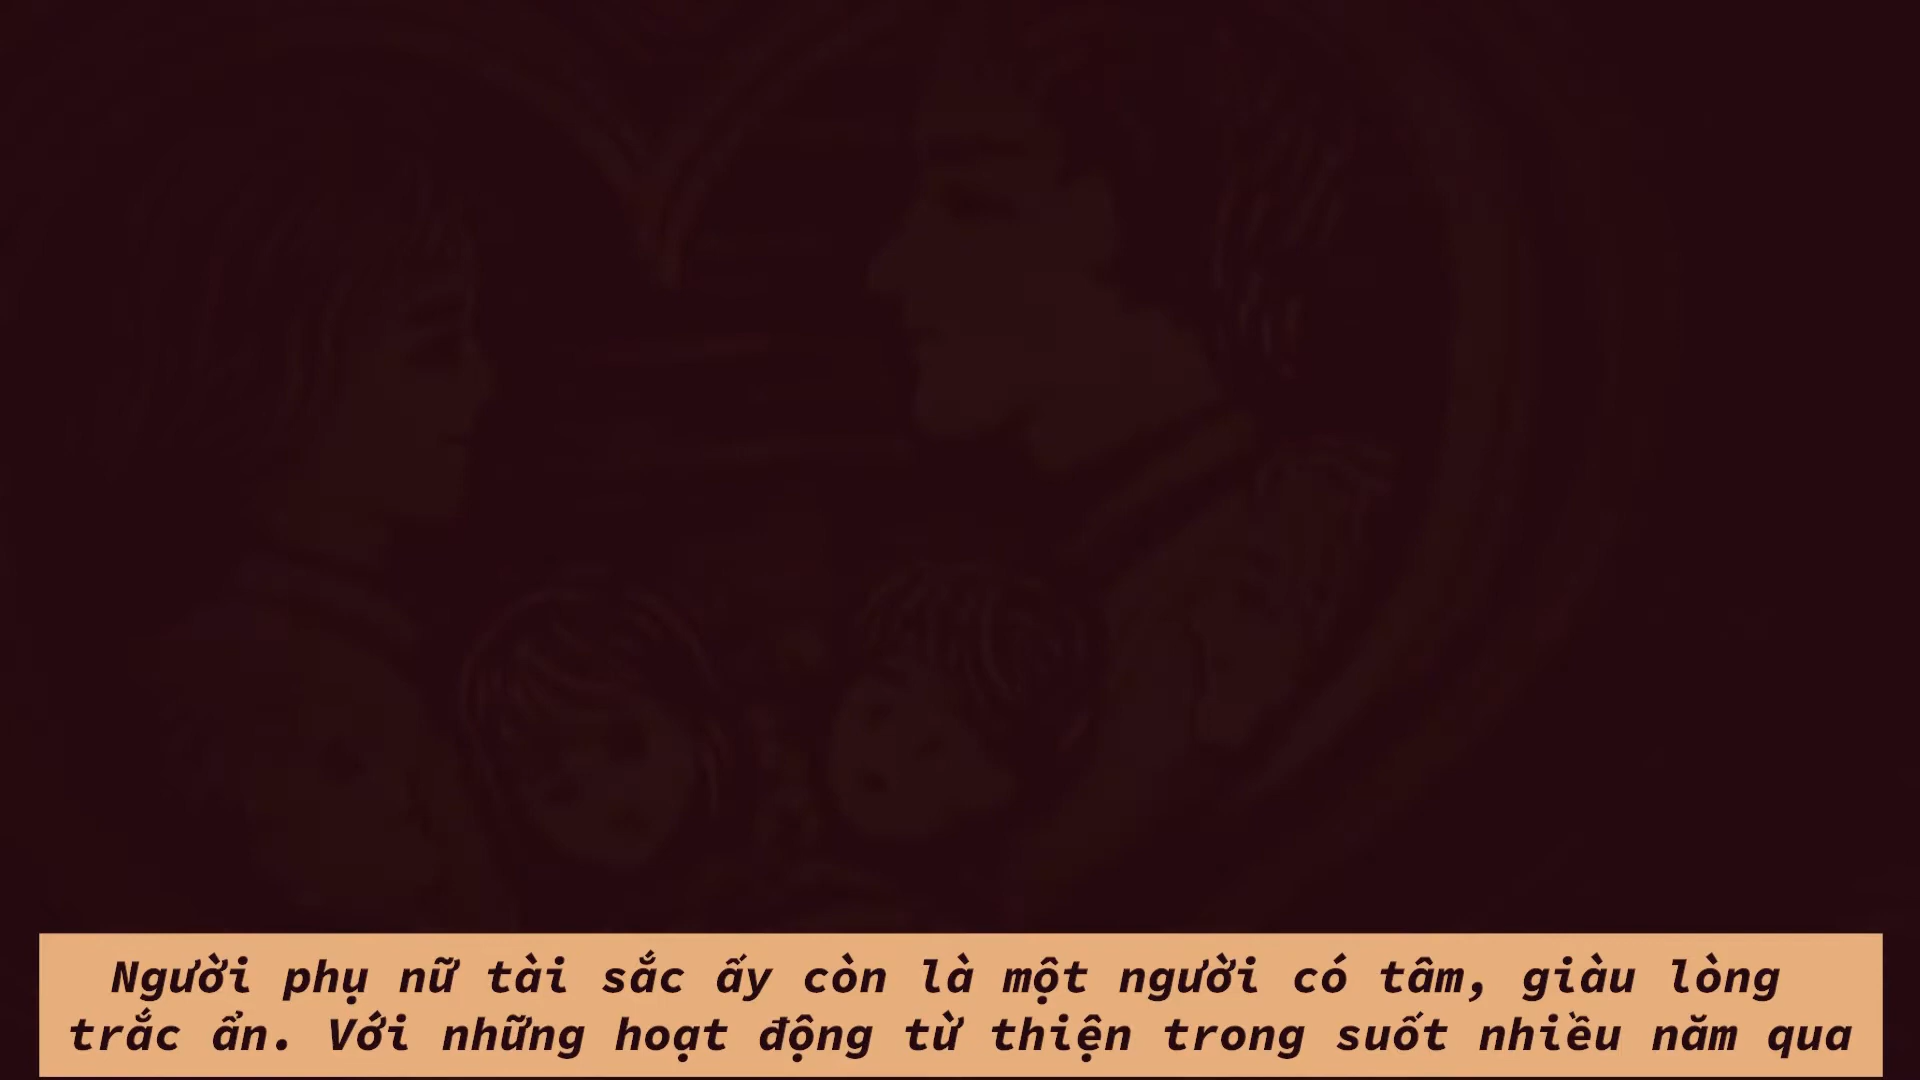 Người phụ nữ tài sắc ấy còn là một người có tâm, giàu lòng
trắc ẩn. Với những hoạt động từ thiện trong suốt nhiều năm qua